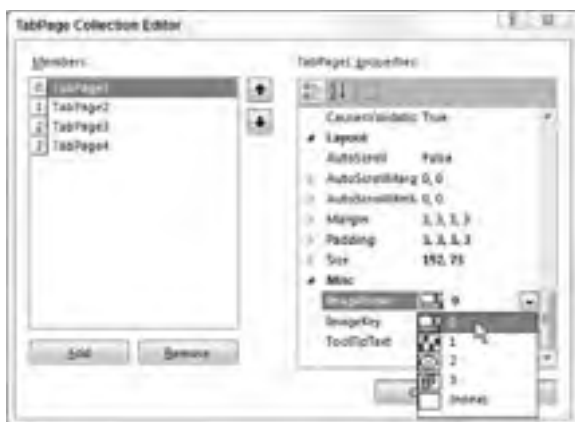 TabPage Collection Editor
Members:
TabPage1 properties:
0 TabPage1
1 TabPage2
2 TabPage3
3 TabPage4
CausesValidatic True
Layout
AutoScroll False
AutoScrollMarg 0, 0
AutoScrollMinS 0, 0
Margin 3, 3, 3, 3
Padding 3, 3, 3, 3
Size 192, 73
Misc
ImageIndex 0
ImageKey
ToolTipText
0
1
2
3
(none)
Add
Remove